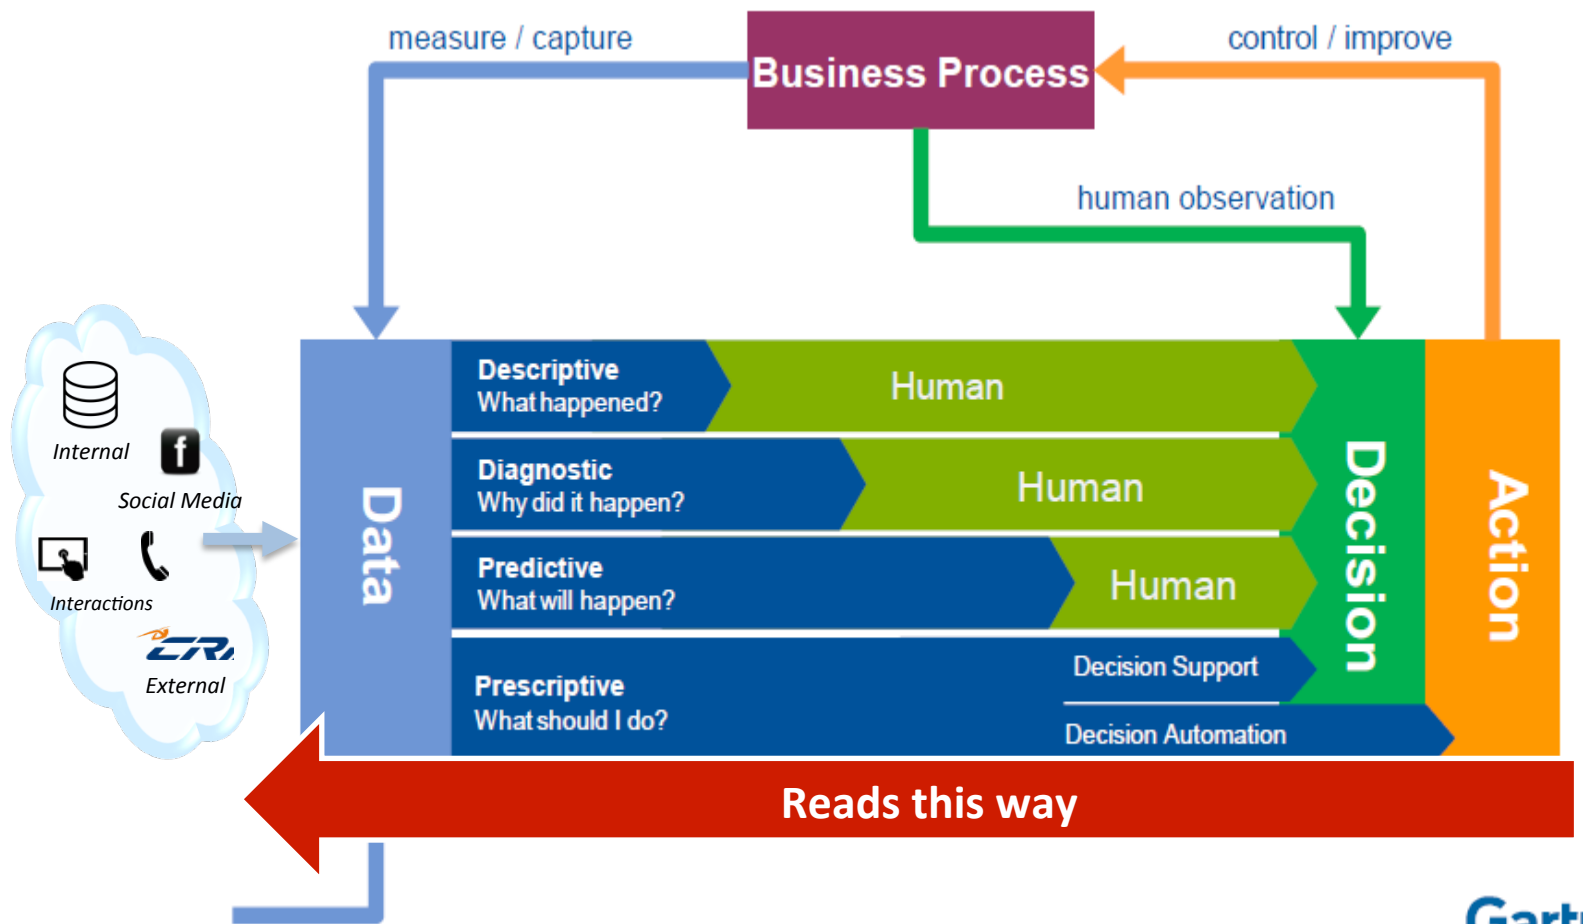 measure / capture
Business Process
control / improve
human observation
Internal
f
Social Media
Interactions
External
Data
Descriptive
What happened?
Human
Diagnostic
Why did it happen?
Human
Predictive
What will happen?
Human
Prescriptive
What should I do?
Decision Support
Decision Automation
Decision
Action
Reads this way